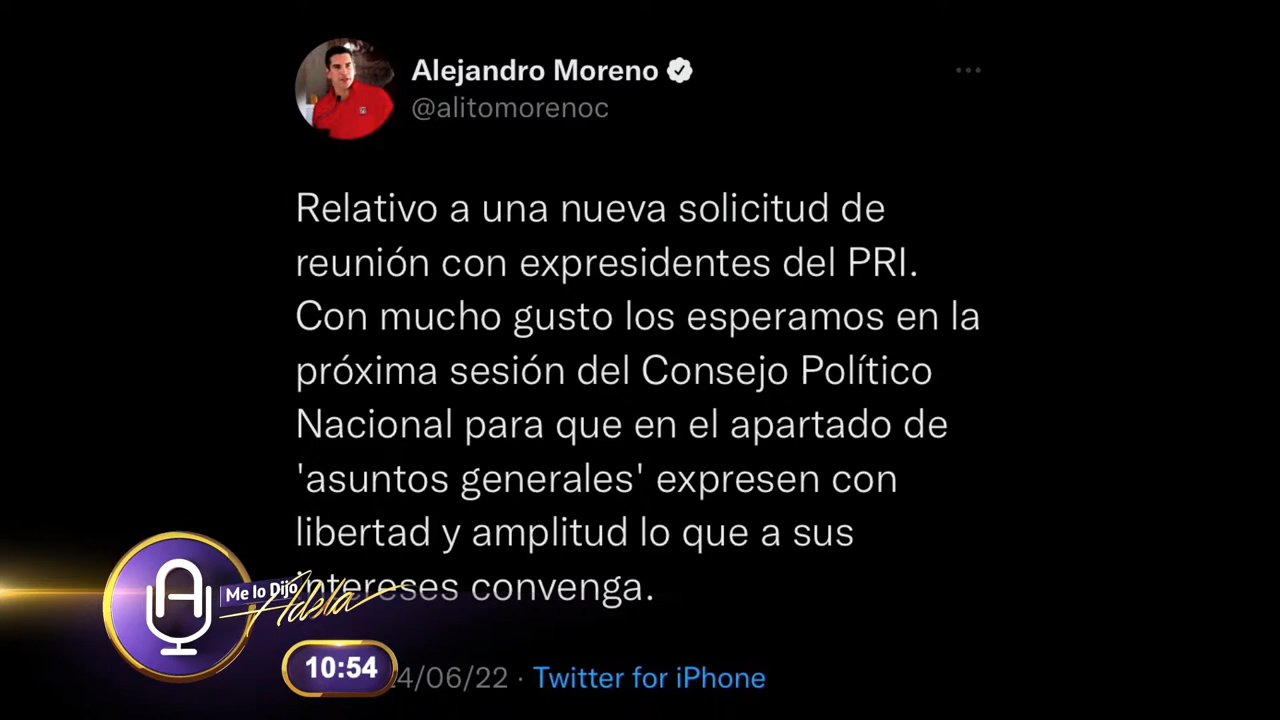 Alejandro Moreno
@alitomorenoc
Relativo a una nueva solicitud de
reunión con expresidentes del PRI.
Con mucho gusto los esperamos en la
próxima sesión del Consejo Político
Nacional para que en el apartado de
'asuntos generales' expresen con
libertad y amplitud lo que a sus
intereses convenga.
Me lo Dijo
Adela
10:54
4/06/22 · Twitter for iPhone